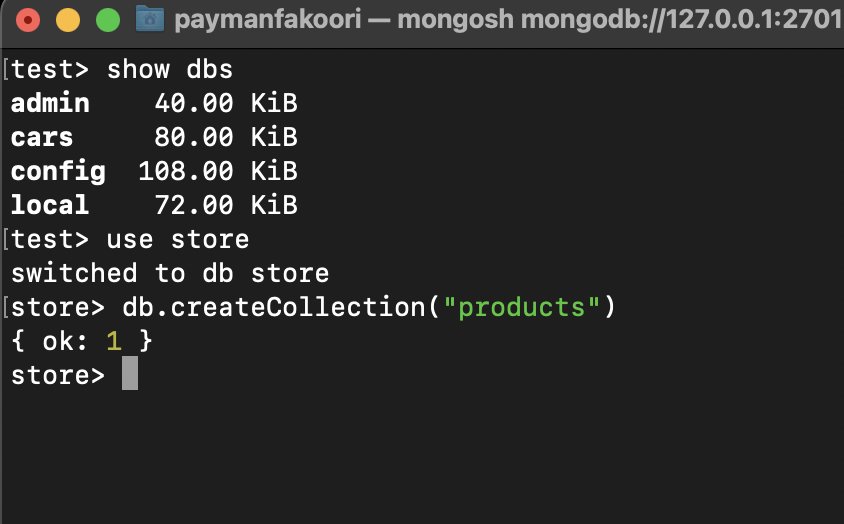 paymanfakoori — mongosh mongodb://127.0.0.1:2701
[test> show dbs
admin    40.00 KiB
cars     80.00 KiB
config  108.00 KiB
local    72.00 KiB
[test> use store
switched to db store
[store> db.createCollection("products")
{ ok: 1 }
store>